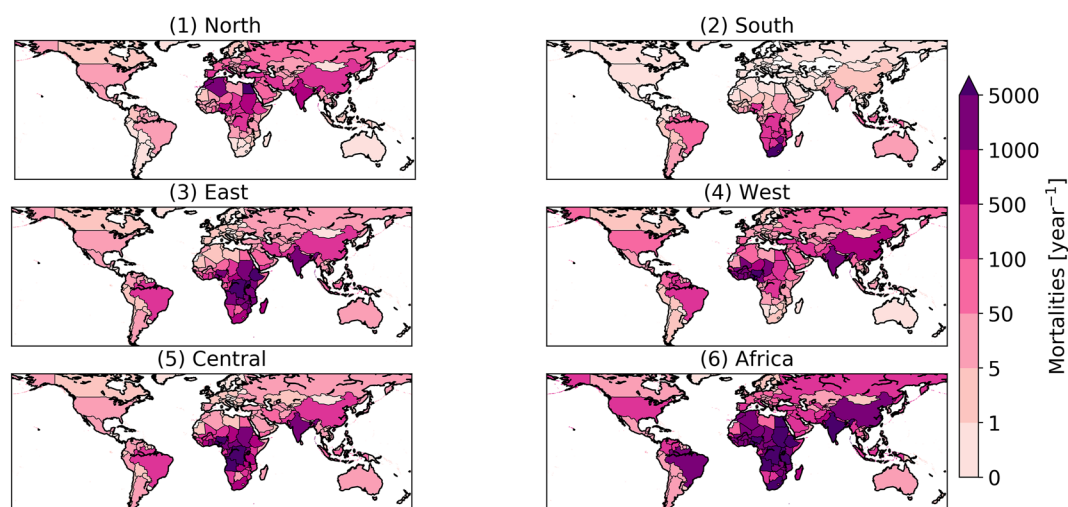 (1) North
(2) South
(3) East
(4) West
(5) Central
(6) Africa
5000
1000
500
100
50
5
1
0
Mortalities [year⁻¹]